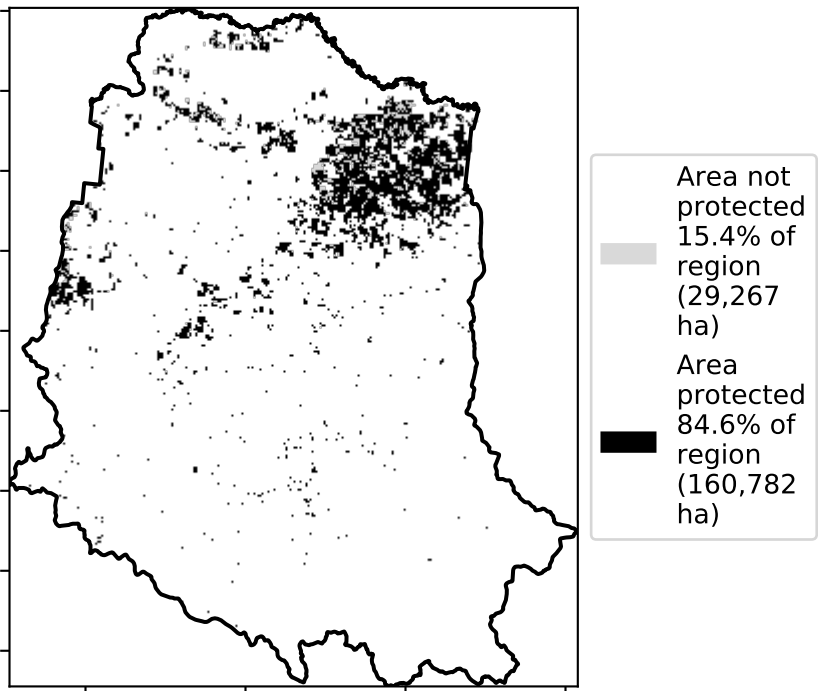 Area not
protected
15.4% of
region
(29,267
ha)
Area
protected
84.6% of
region
(160,782
ha)